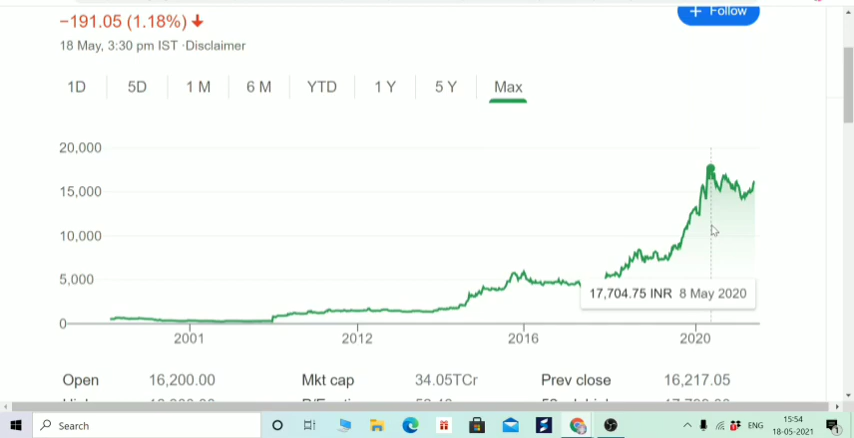 −191.05 (1.18%)
+ Follow
18 May, 3:30 pm IST ·Disclaimer
1D 5D 1 M 6 M YTD 1 Y 5 Y Max
20,000
15,000
10,000
5,000
0
17,704.75 INR 8 May 2020
2001 2012 2016 2020
Open 16,200.00 Mkt cap 34.05TCr Prev close 16,217.05
Search
ENG
15:54
18-05-2021
1